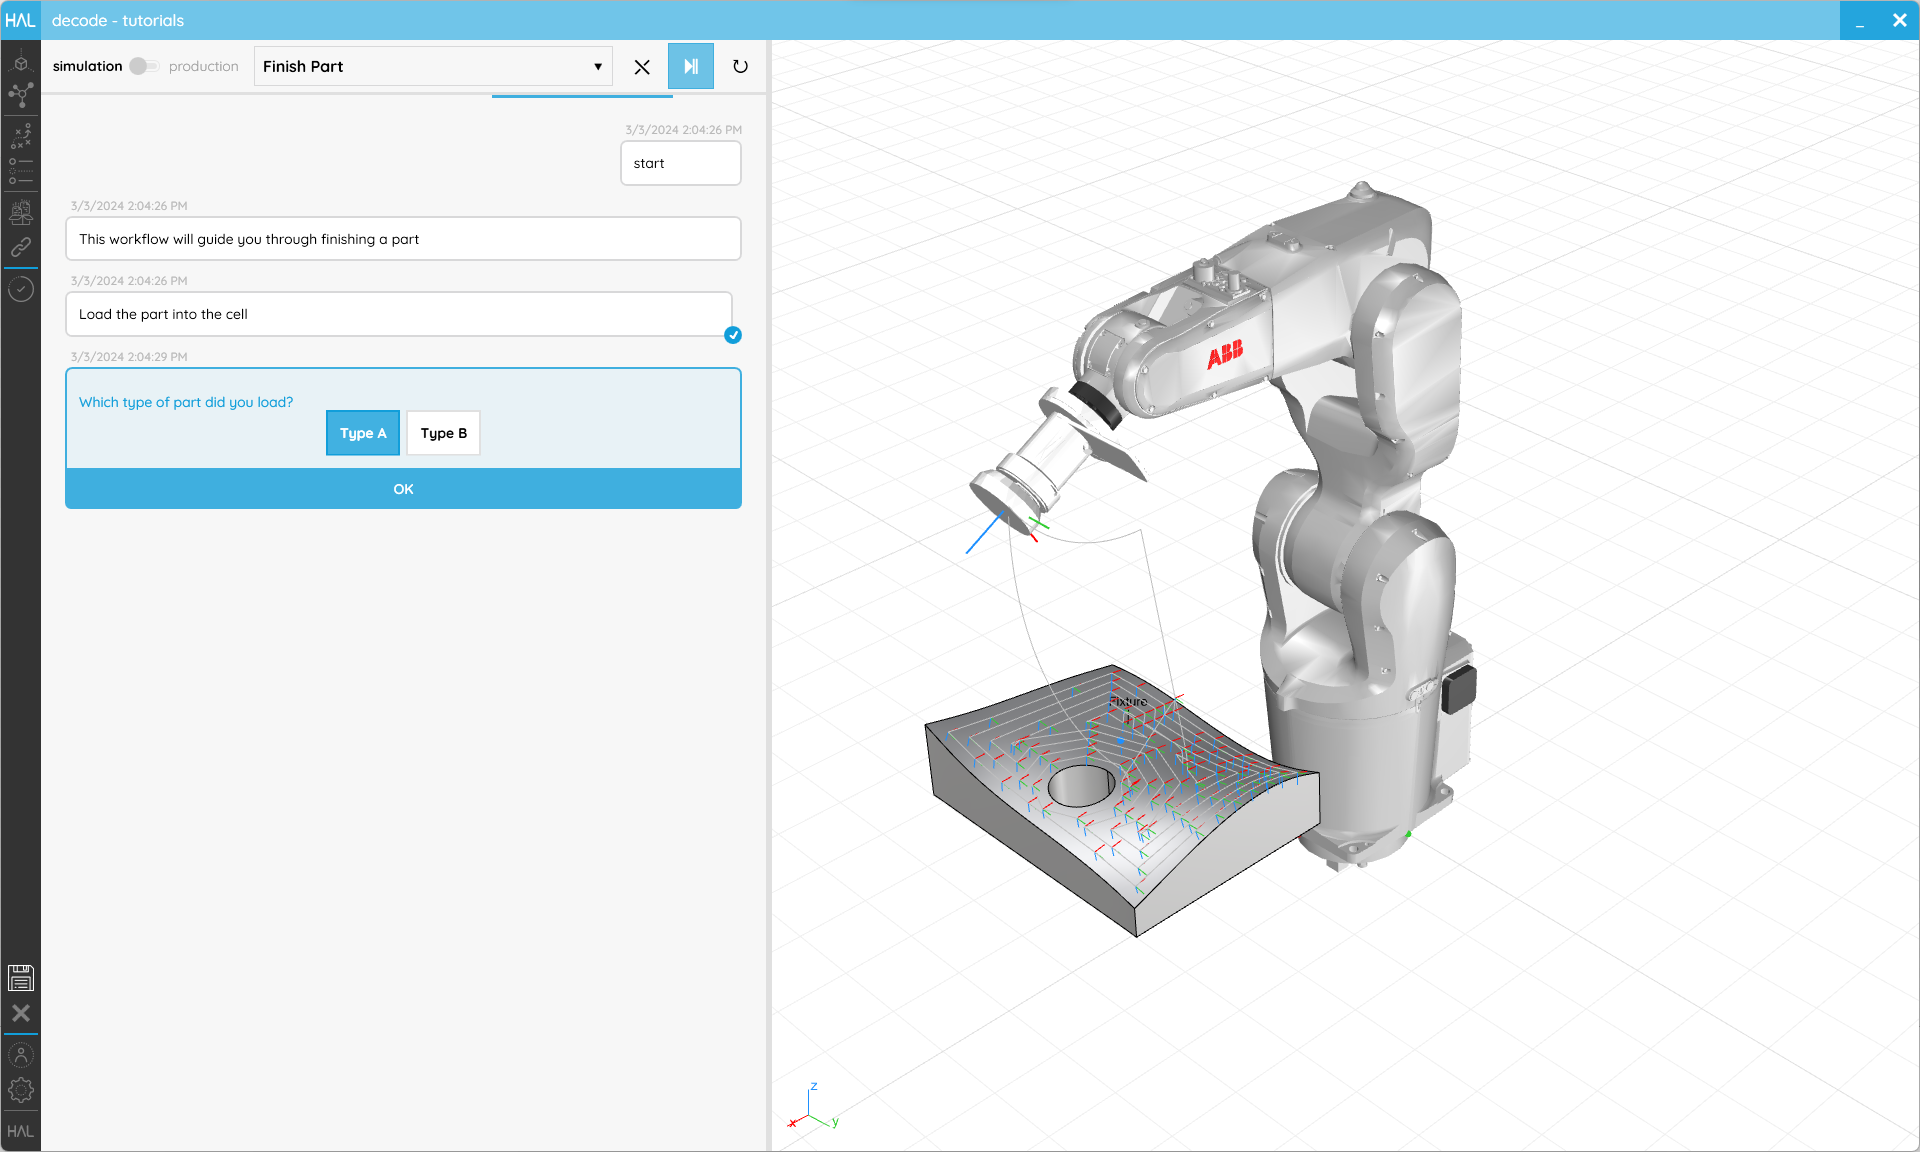 HAL decode - tutorials
simulation production Finish Part
3/3/2024 2:04:26 PM
start
3/3/2024 2:04:26 PM
This workflow will guide you through finishing a part
3/3/2024 2:04:26 PM
Load the part into the cell
3/3/2024 2:04:29 PM
Which type of part did you load?
Type A Type B
OK
HAL
ABB
Fixture
z
x
y